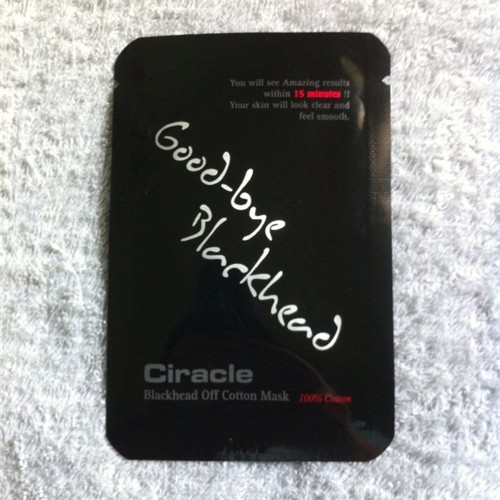 You will see Amazing results
within 15 minutes !!
Your skin will look clear and
feel smooth.
Good-bye
Blackhead
Ciracle
Blackhead Off Cotton Mask 100% Cotton